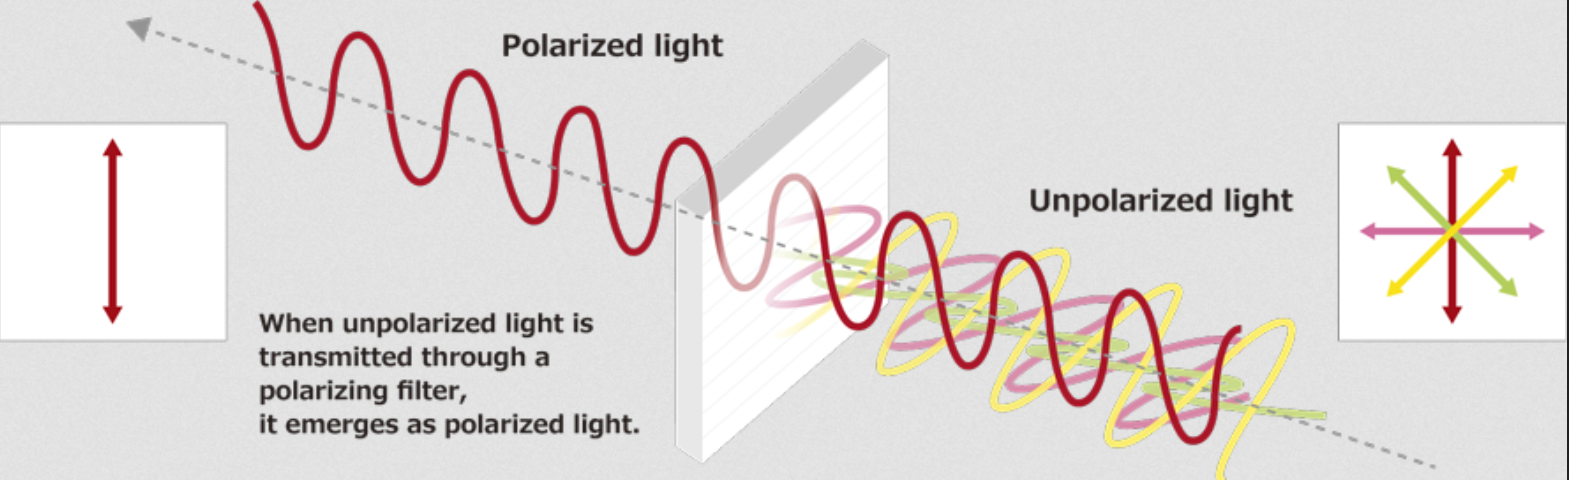 Polarized light
Unpolarized light
When unpolarized light is
transmitted through a
polarizing filter,
it emerges as polarized light.